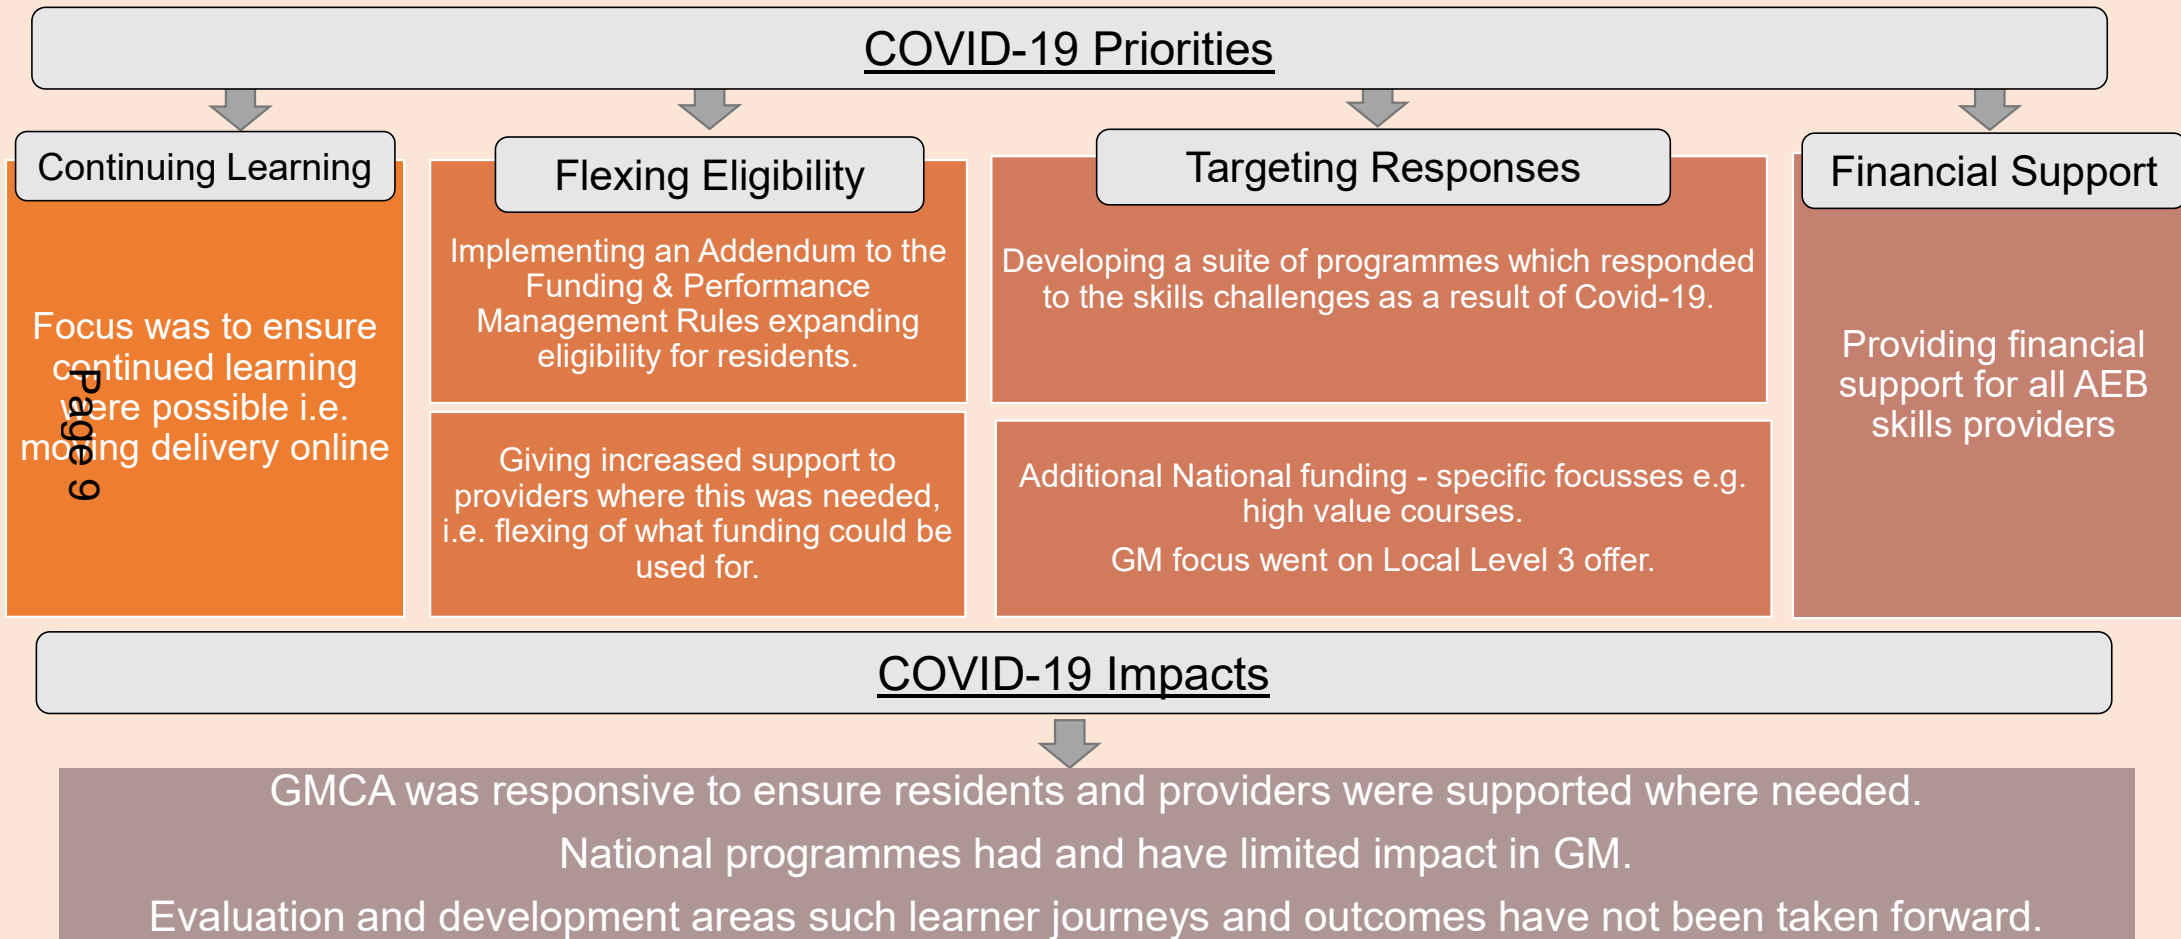 COVID-19 Priorities
Continuing Learning
Focus was to ensure
continued learning
were possible i.e.
moving delivery online
Page 9
Flexing Eligibility
Implementing an Addendum to the
Funding & Performance
Management Rules expanding
eligibility for residents.
Giving increased support to
providers where this was needed,
i.e. flexing of what funding could be
used for.
Targeting Responses
Developing a suite of programmes which responded
to the skills challenges as a result of Covid-19.
Additional National funding - specific focusses e.g.
high value courses.
GM focus went on Local Level 3 offer.
Financial Support
Providing financial
support for all AEB
skills providers
COVID-19 Impacts
GMCA was responsive to ensure residents and providers were supported where needed.
National programmes had and have limited impact in GM.
Evaluation and development areas such learner journeys and outcomes have not been taken forward.